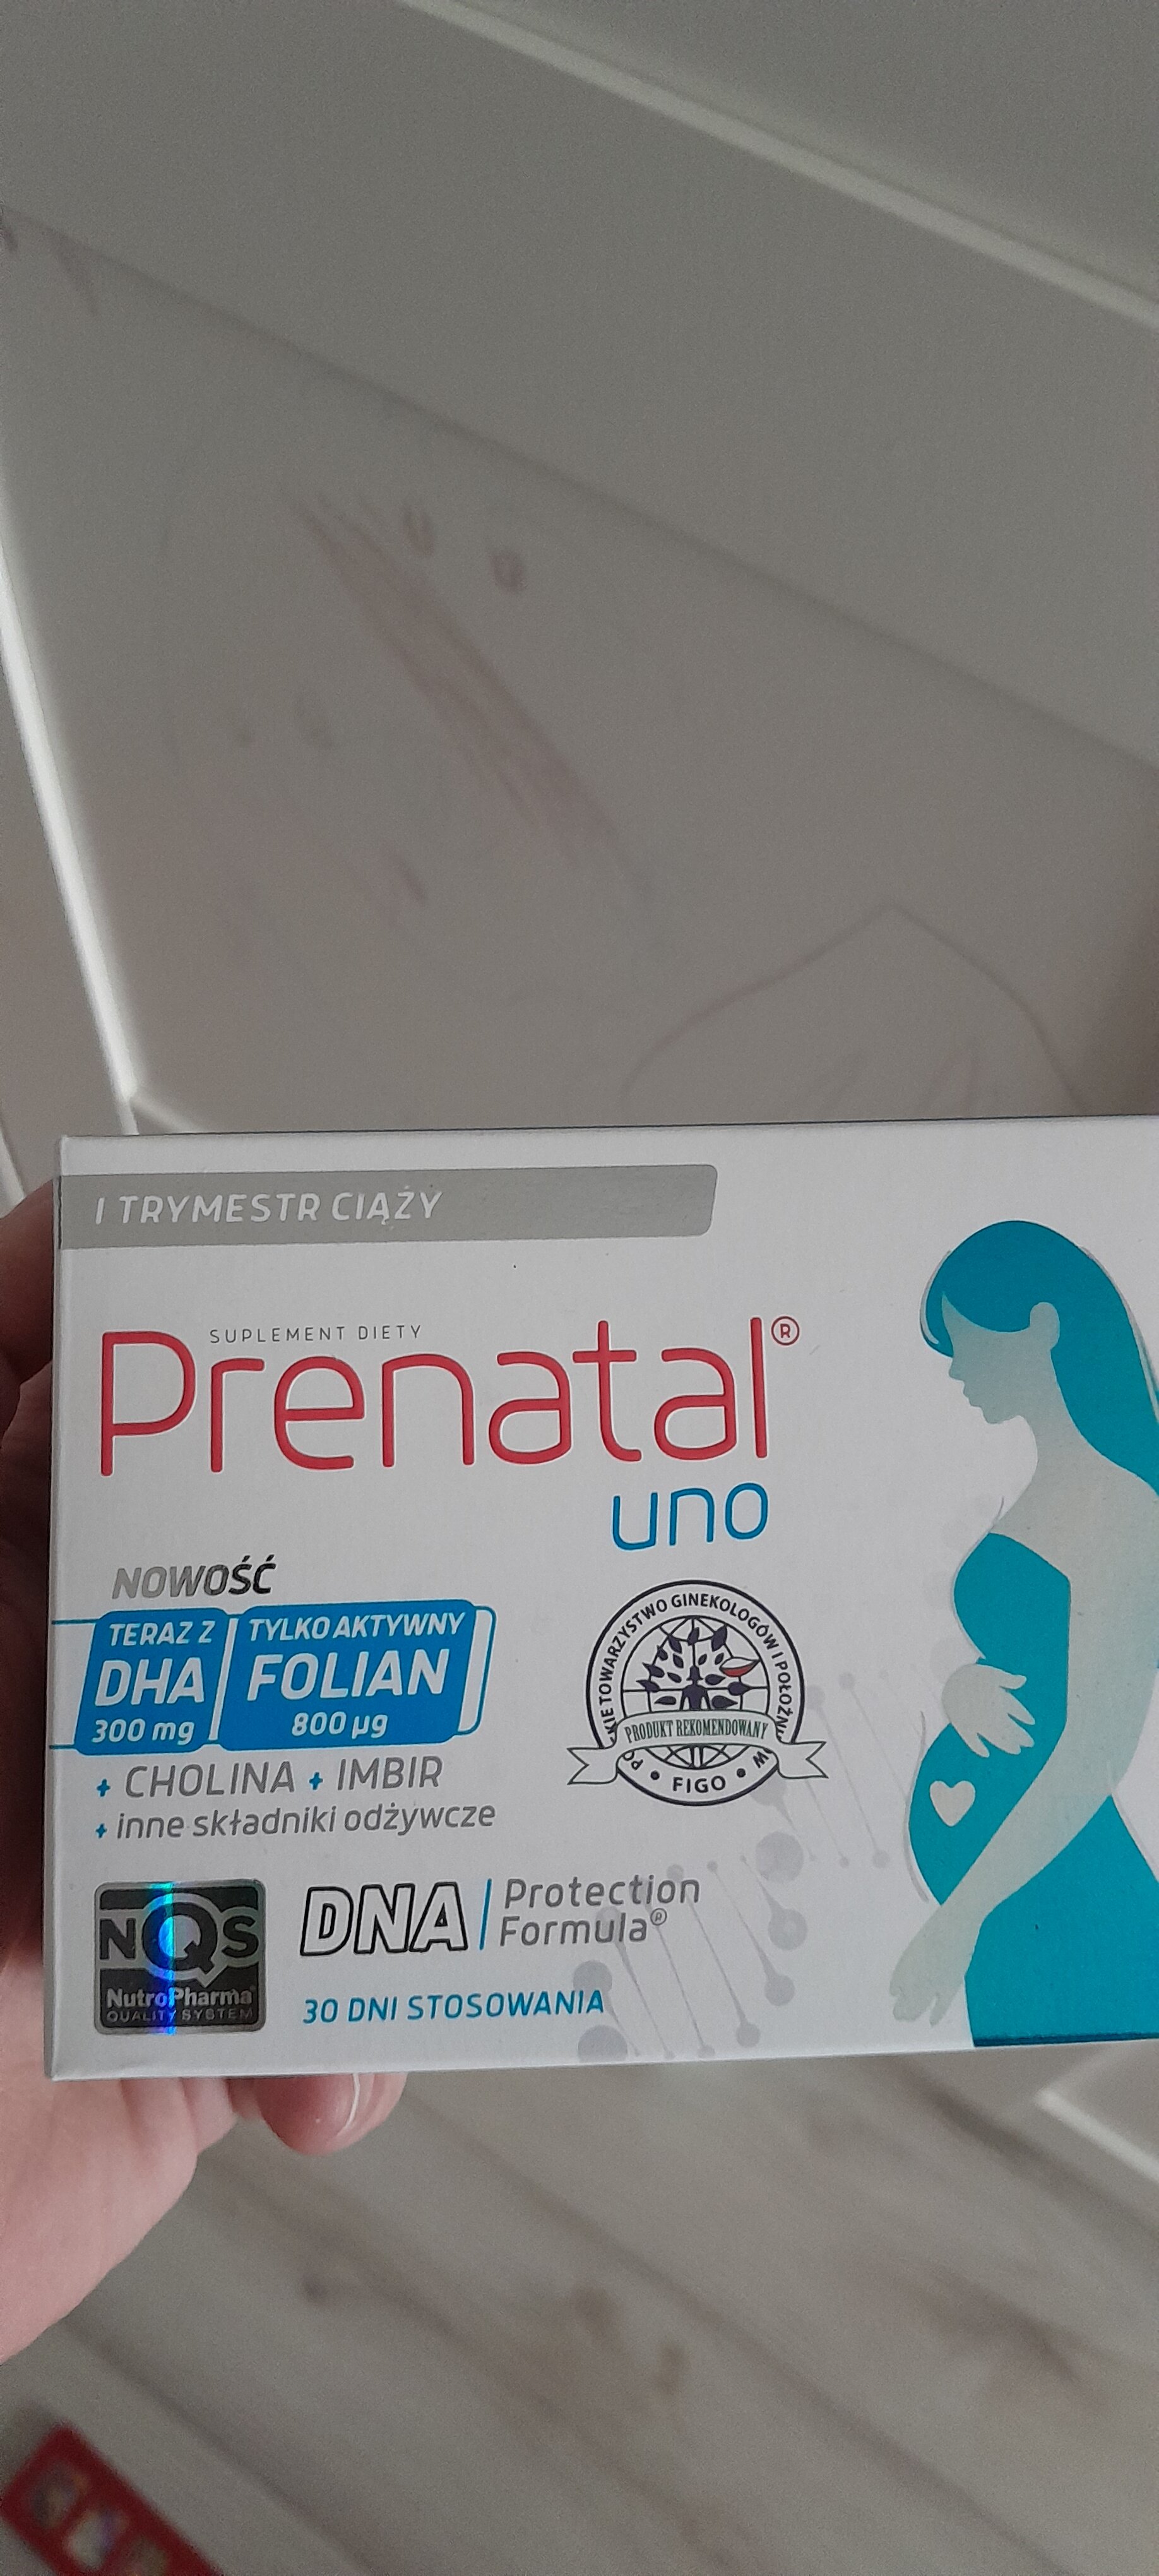 I TRYMESTR CIĄŻY
SUPLEMENT DIETY
Prenatal®
uno
NOWOŚĆ
TERAZ Z
DHA
300 mg
TYLKO AKTYWNY
FOLIAN
800 µg
+ CHOLINA + IMBIR
+ inne składniki odżywcze
POLSKIE TOWARZYSTWO GINEKOLOGÓW I POŁOŻNIKÓW
PRODUKT REKOMENDOWANY
• FIGO •
NQS
NutroPharma®
QUALITY SYSTEM
DNA
Protection
Formula®
30 DNI STOSOWANIA